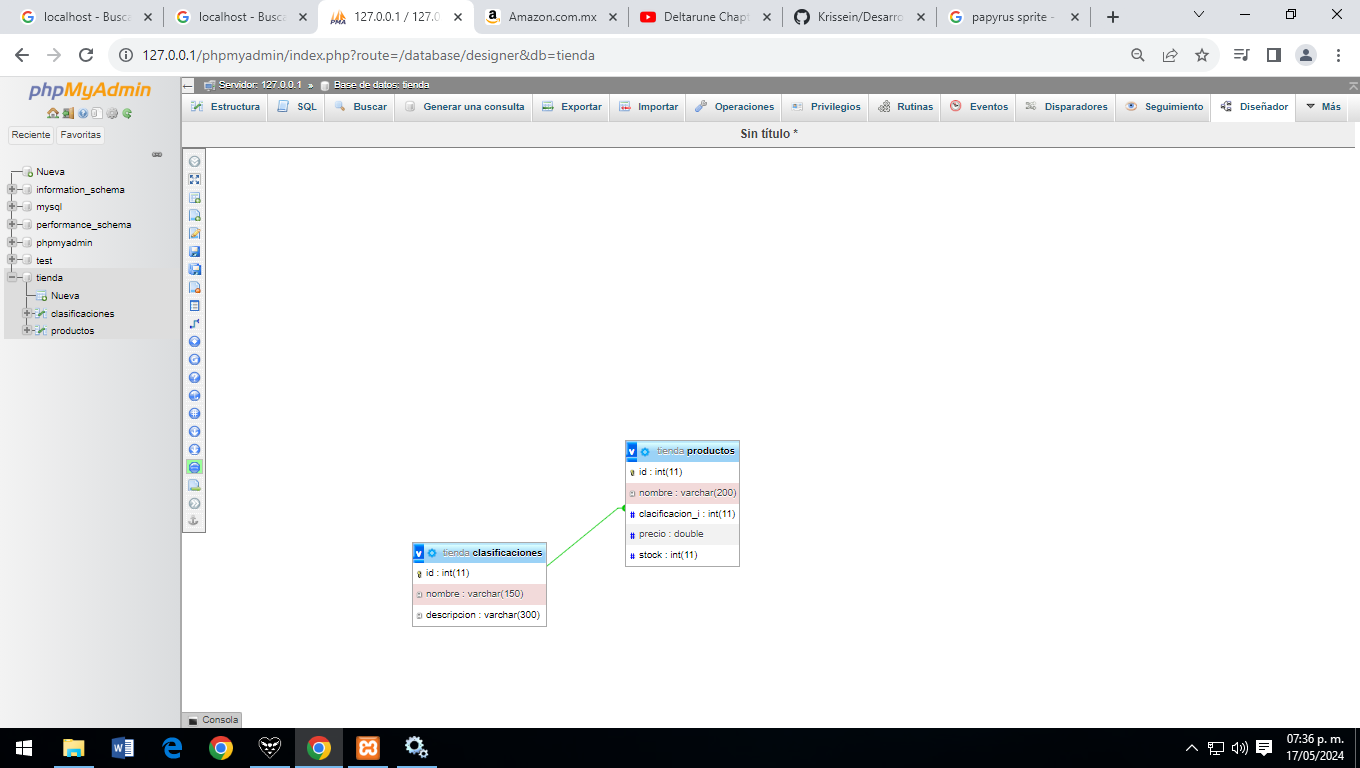 localhost - Busca
localhost - Busca
127.0.0.1 / 127.0
Amazon.com.mx
Deltarune Chapt
Krissein/Desarro
papyrus sprite -
127.0.0.1/phpmyadmin/index.php?route=/database/designer&db=tienda
phpMyAdmin
Reciente
Favoritas
Nueva
information_schema
mysql
performance_schema
phpmyadmin
test
tienda
Nueva
clasificaciones
productos
Servidor: 127.0.0.1 » Base de datos: tienda
Estructura
SQL
Buscar
Generar una consulta
Exportar
Importar
Operaciones
Privilegios
Rutinas
Eventos
Disparadores
Seguimiento
Diseñador
Más
Sin título *
v tienda productos
id : int(11)
nombre : varchar(200)
# clacificacion_i : int(11)
# precio : double
# stock : int(11)
v tienda clasificaciones
id : int(11)
nombre : varchar(150)
descripcion : varchar(300)
Consola
07:36 p. m.
17/05/2024